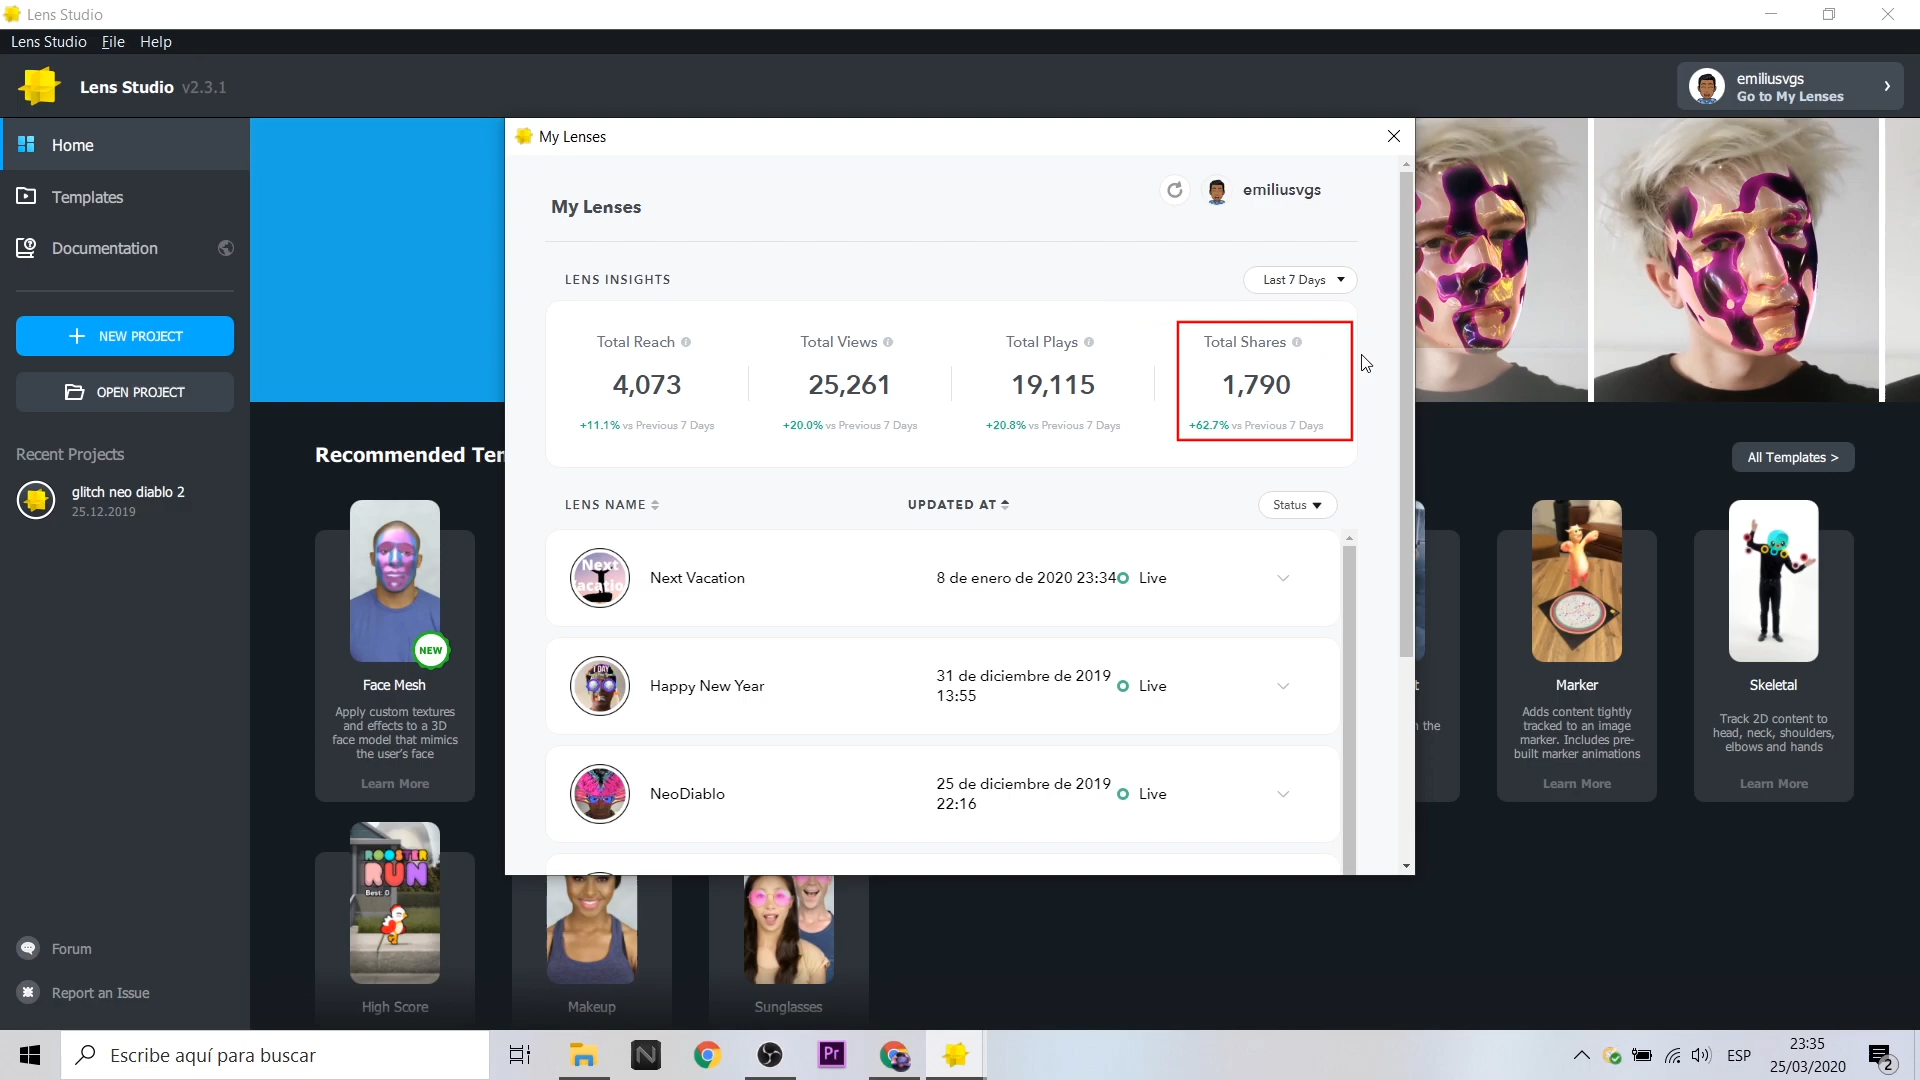 Lens Studio
Lens Studio File Help
Lens Studio v2.3.1
emiliusvgs
Go to My Lenses
Home
Templates
Documentation
NEW PROJECT
OPEN PROJECT
Recent Projects
glitch neo diablo 2
25.12.2019
Forum
Report an Issue
My Lenses
My Lenses
emiliusvgs
LENS INSIGHTS
Last 7 Days
Total Reach
4,073
+11.1% vs Previous 7 Days
Total Views
25,261
+20.0% vs Previous 7 Days
Total Plays
19,115
+20.8% vs Previous 7 Days
Total Shares
1,790
+62.7% vs Previous 7 Days
LENS NAME
UPDATED AT
Status
Next Vacation
8 de enero de 2020 23:34
Live
Happy New Year
31 de diciembre de 2019
13:55
Live
NeoDiablo
25 de diciembre de 2019
22:16
Live
Recommended
All Templates >
NEW
Face Mesh
Apply custom textures
and effects to a 3D
face model that mimics
the user's face
Learn More
the
Marker
Adds content tightly
tracked to an image
marker. Includes pre-
built marker animations
Learn More
Skeletal
Track 2D content to
head, neck, shoulders,
elbows and hands
Learn More
ROOSTER
RUN
Best: 0
High Score
Makeup
Sunglasses
Escribe aquí para buscar
N
Pr
ESP
23:35
25/03/2020
2